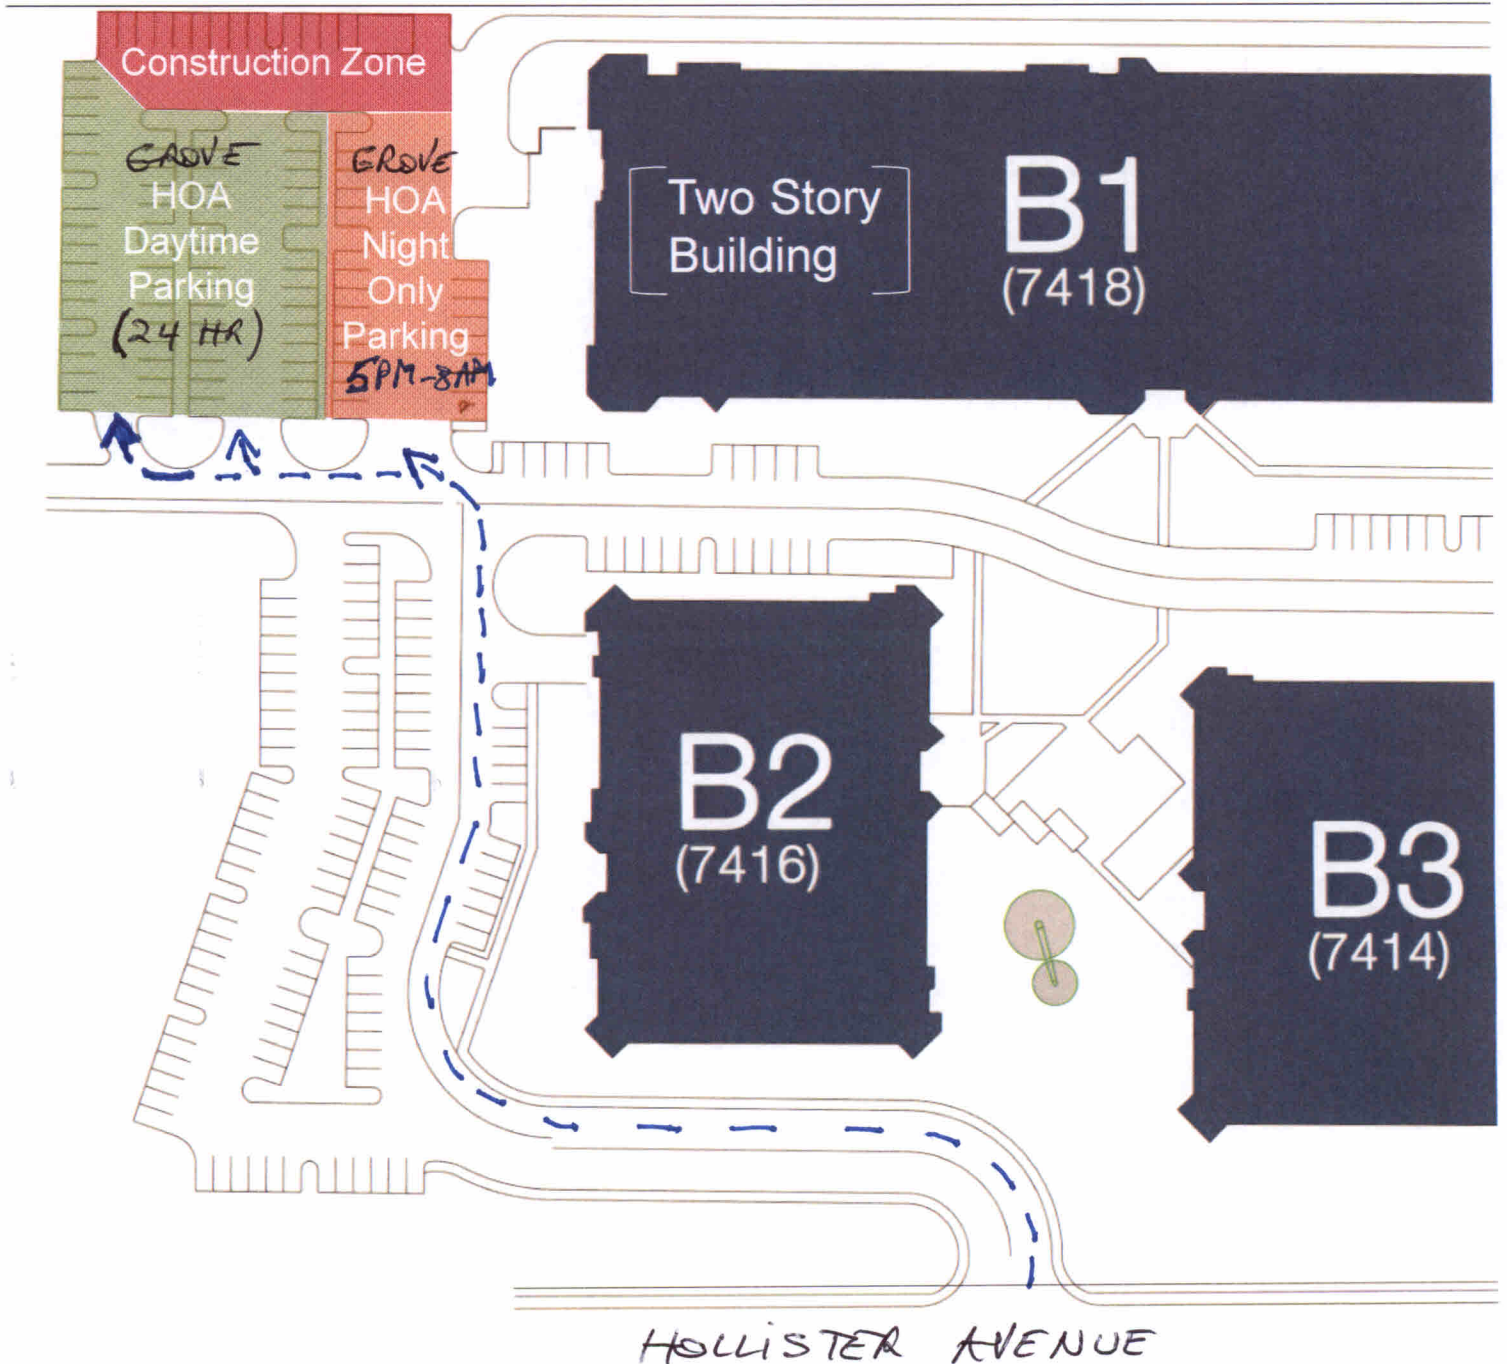 Construction Zone
GROVE
HOA
Daytime
Parking
(24 HR)
GROVE
HOA
Night
Only
Parking
5PM-8AM
Two Story
Building
B1
(7418)
B2
(7416)
B3
(7414)
HOLLISTER AVENUE